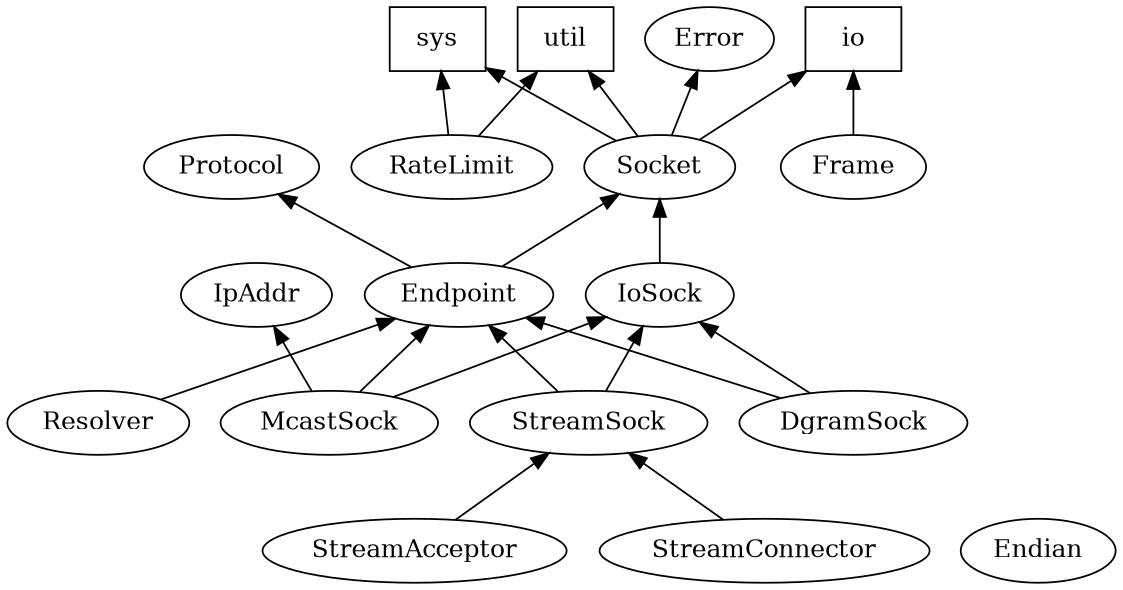 sys
util
Error
io
Protocol
RateLimit
Socket
Frame
IpAddr
Endpoint
IoSock
Resolver
McastSock
StreamSock
DgramSock
StreamAcceptor
StreamConnector
Endian